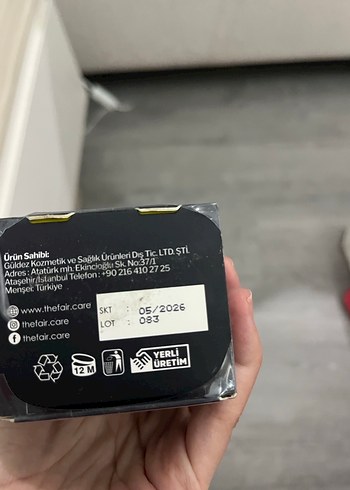 Ürün Sahibi:
Güldez Kozmetik ve Sağlık Ürünleri Dış Tic. LTD. ŞTİ.
Adres : Atatürk mh. Ekincioğlu Sk. No:37/1
Ataşehir/İstanbul Telefon : +90 216 410 27 25
Menşei: Türkiye
www.thefair.care
thefair.care
thefair.care
SKT : 05/2026
LOT : 083
12 M
YERLİ
ÜRETİM